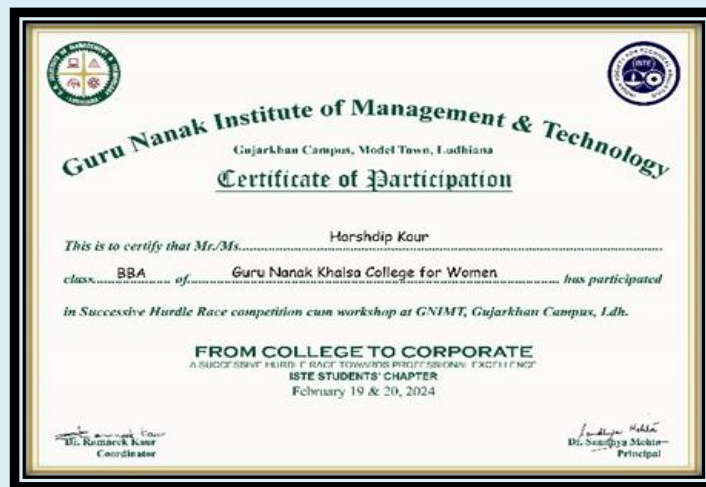 Guru Nanak Institute of Management & Technology
Gujarkhan Campus, Model Town, Ludhiana
Certificate of Participation
This is to certify that Mr./Ms. Harshdip Kaur
class BBA of Guru Nanak Khalsa College for Women has participated
in Successive Hurdle Race competition cum workshop at GNIMT, Gujarkhan Campus, Ldh.
FROM COLLEGE TO CORPORATE
A SUCCESSIVE HURDLE RACE TOWARDS PROFESSIONAL EXCELLENCE
ISTE STUDENTS' CHAPTER
February 19 & 20, 2024
Dr. Ramneek Kaur
Coordinator
Dr. Sandhya Mehta
Principal
ISTE